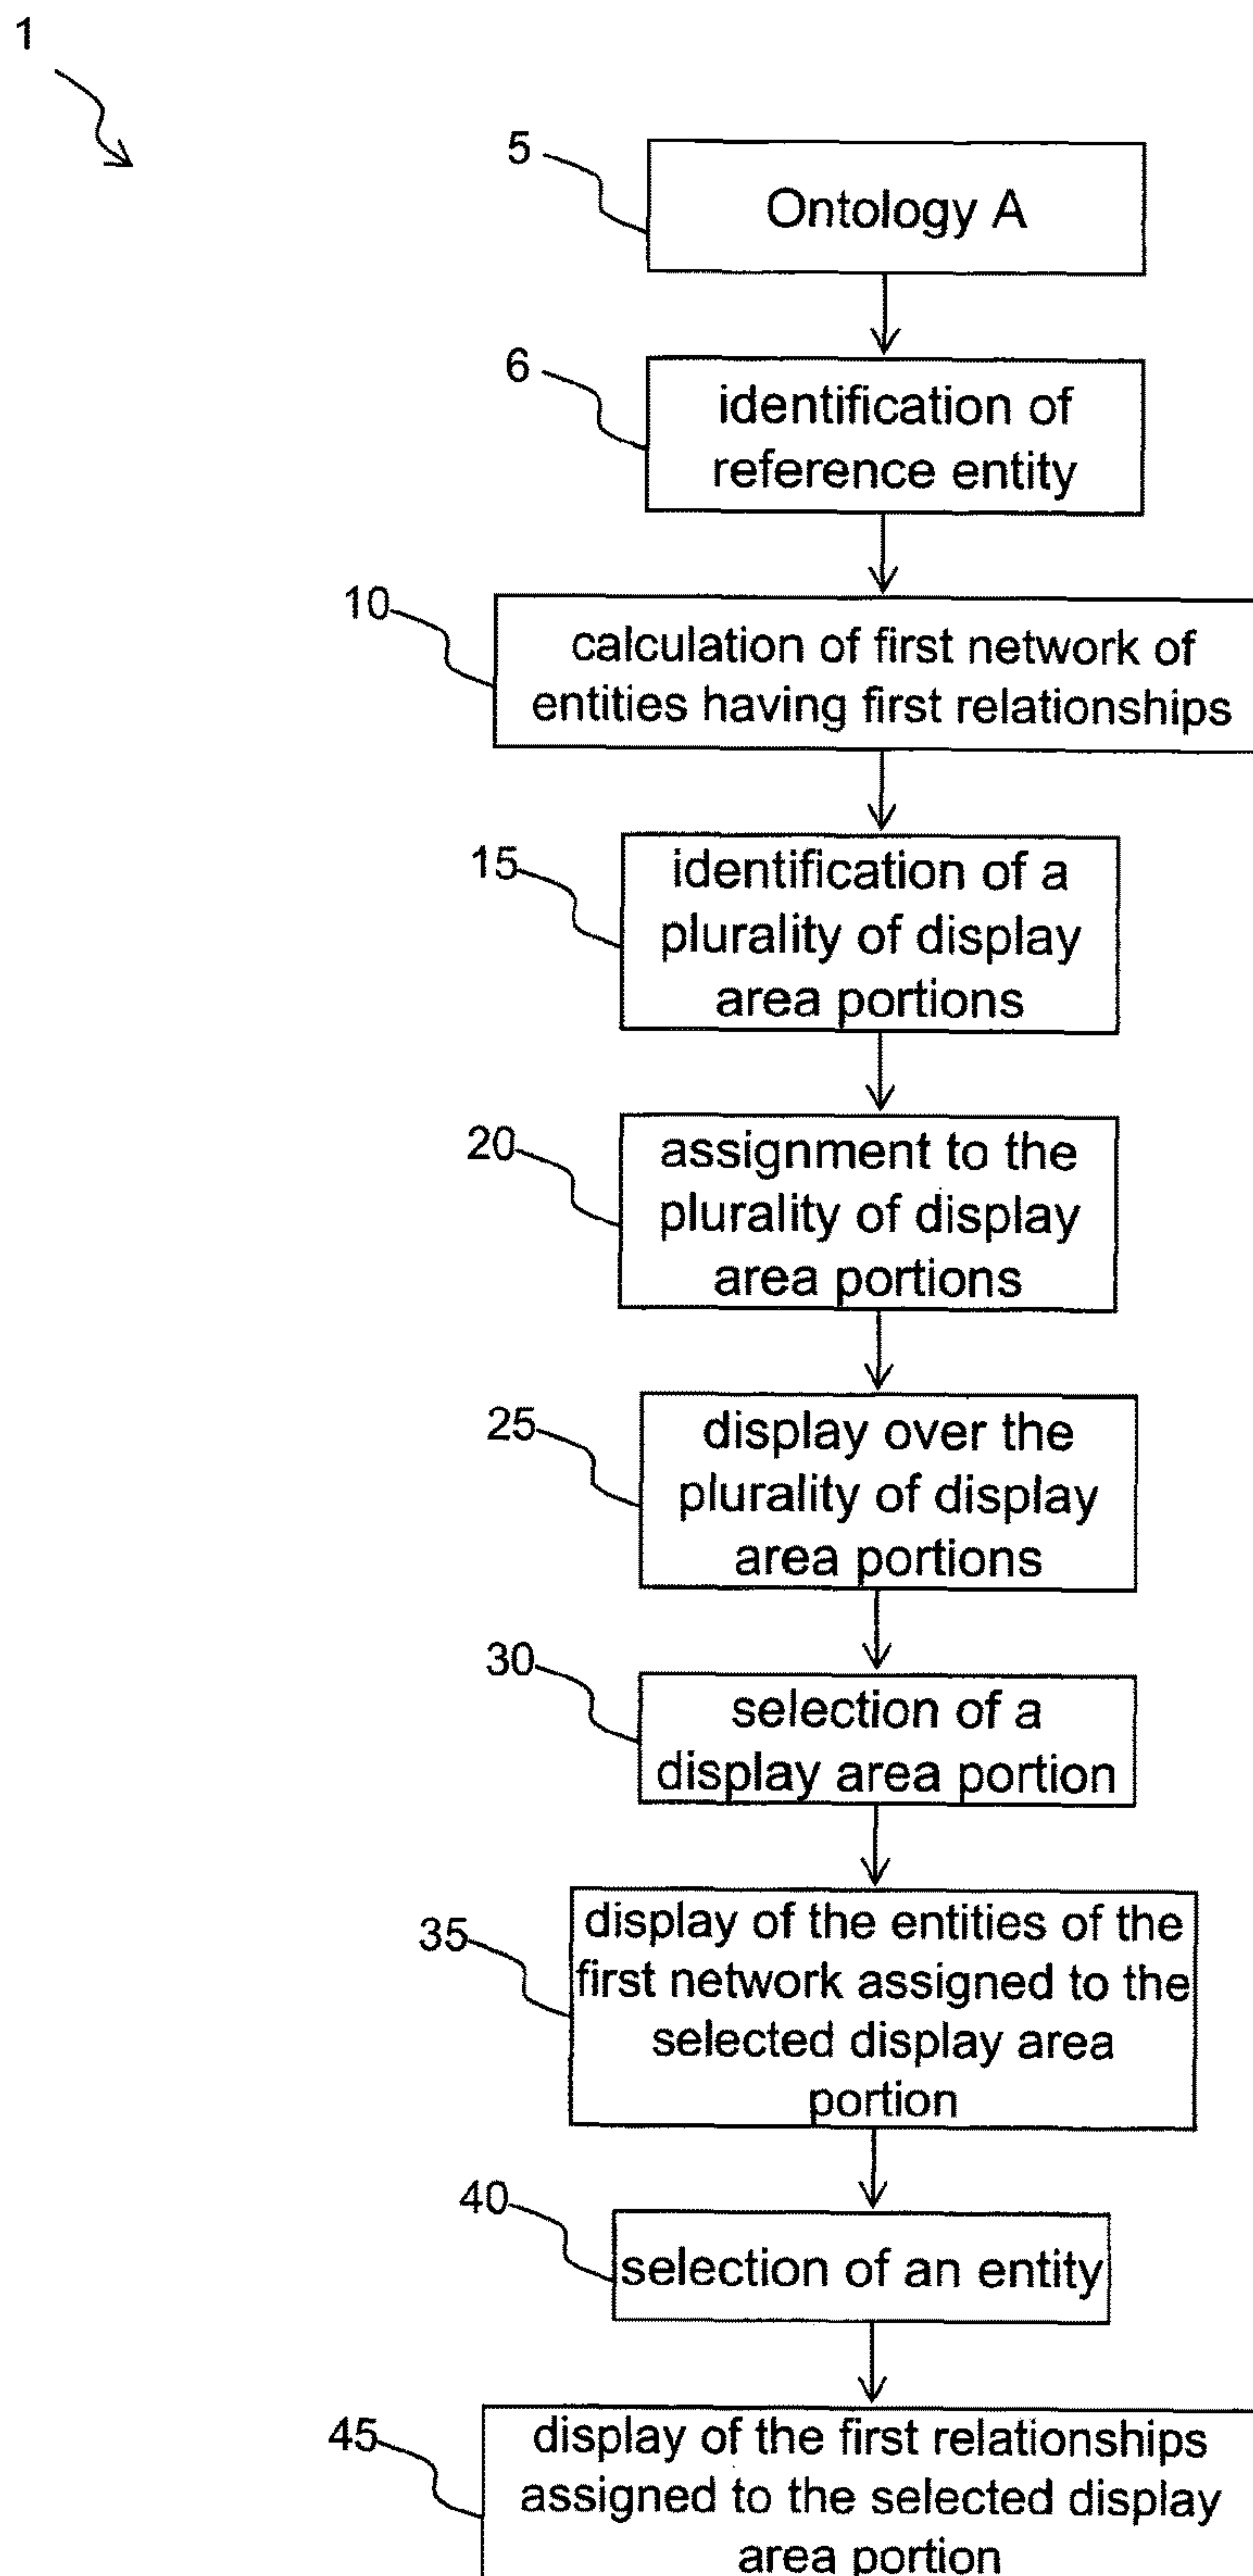 1
5
Ontology A
6
identification of
reference entity
10
calculation of first network of
entities having first relationships
15
identification of a
plurality of display
area portions
20
assignment to the
plurality of display
area portions
25
display over the
plurality of display
area portions
30
selection of a
display area portion
35
display of the entities of the
first network assigned to the
selected display area
portion
40
selection of an entity
45
display of the first relationships
assigned to the selected display
area portion